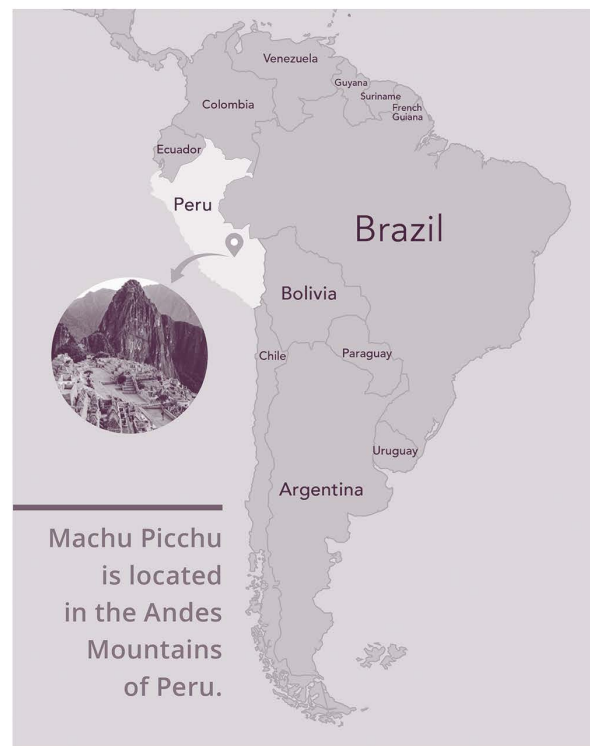 Venezuela
Guyana
Suriname
French
Guiana
Colombia
Ecuador
Peru
Brazil
Bolivia
Chile
Paraguay
Uruguay
Argentina
Machu Picchu
is located
in the Andes
Mountains
of Peru.